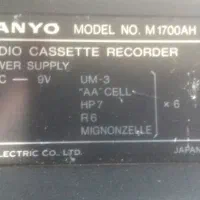 ANYO MODEL NO. M1700AH
DIO CASSETTE RECORDER
WER SUPPLY
C — 9V UM-3
"AA" CELL
HP7 × 6
R6
MIGNONZELLE
ELECTRIC CO., LTD. JAPAN